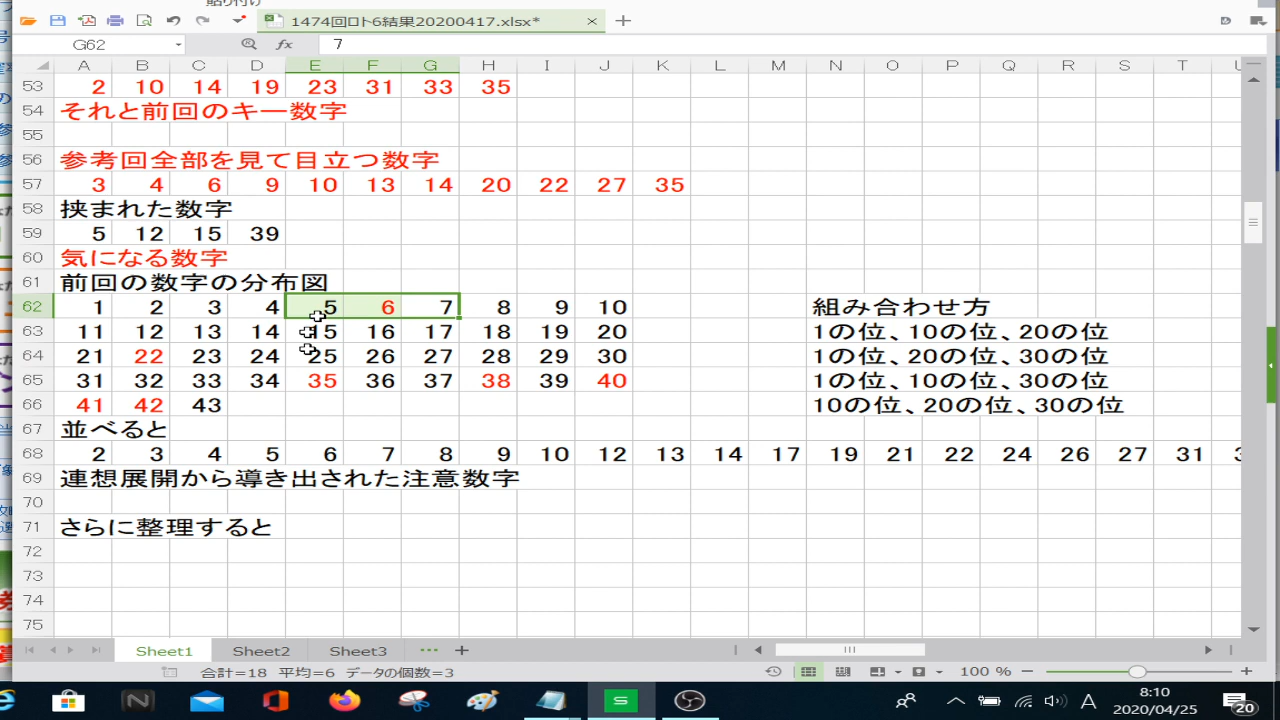 1474回ロト6結果20200417.xlsx*
G62 fx 7
A B C D E F G H I J K L M N O P Q R S T U
53 2 10 14 19 23 31 33 35
54 それと前回のキー数字
55
56 参考回全部を見て目立つ数字
57 3 4 6 9 10 13 14 20 22 27 35
58 挟まれた数字
59 5 12 15 39
60 気になる数字
61 前回の数字の分布図
62 1 2 3 4 5 6 7 8 9 10 組み合わせ方
63 11 12 13 14 15 16 17 18 19 20 1の位、10の位、20の位
64 21 22 23 24 25 26 27 28 29 30 1の位、20の位、30の位
65 31 32 33 34 35 36 37 38 39 40 1の位、10の位、30の位
66 41 42 43 10の位、20の位、30の位
67 並べると
68 2 3 4 5 6 7 8 9 10 12 13 14 17 19 21 22 24 26 27 31
69 連想展開から導き出された注意数字
70
71 さらに整理すると
72
73
74
75
Sheet1 Sheet2 Sheet3 ••• +
合計=18 平均=6 データの個数=3 100 %
A 8:10
2020/04/25 20